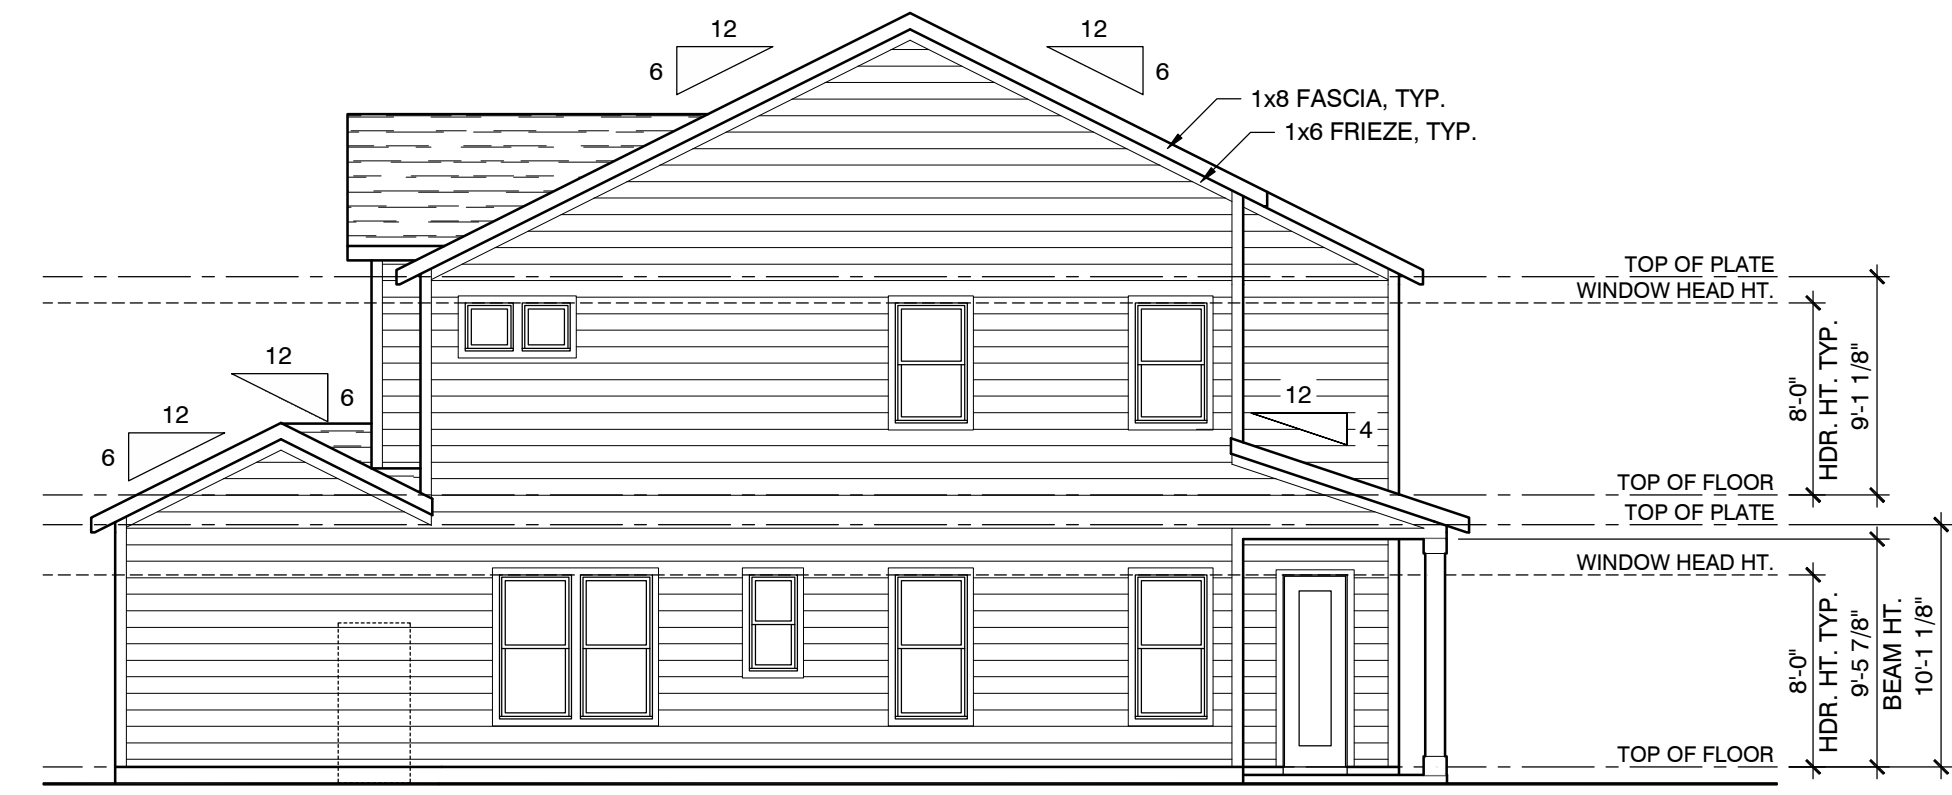 12
12
6
6
1x8 FASCIA, TYP.
1x6 FRIEZE, TYP.
TOP OF PLATE
WINDOW HEAD HT.
8'-0"
HDR. HT. TYP.
9'-1 1/8"
12
6
12
6
12
4
TOP OF FLOOR
TOP OF PLATE
WINDOW HEAD HT.
8'-0"
HDR. HT. TYP.
9'-5 7/8"
BEAM HT.
10'-1 1/8"
TOP OF FLOOR